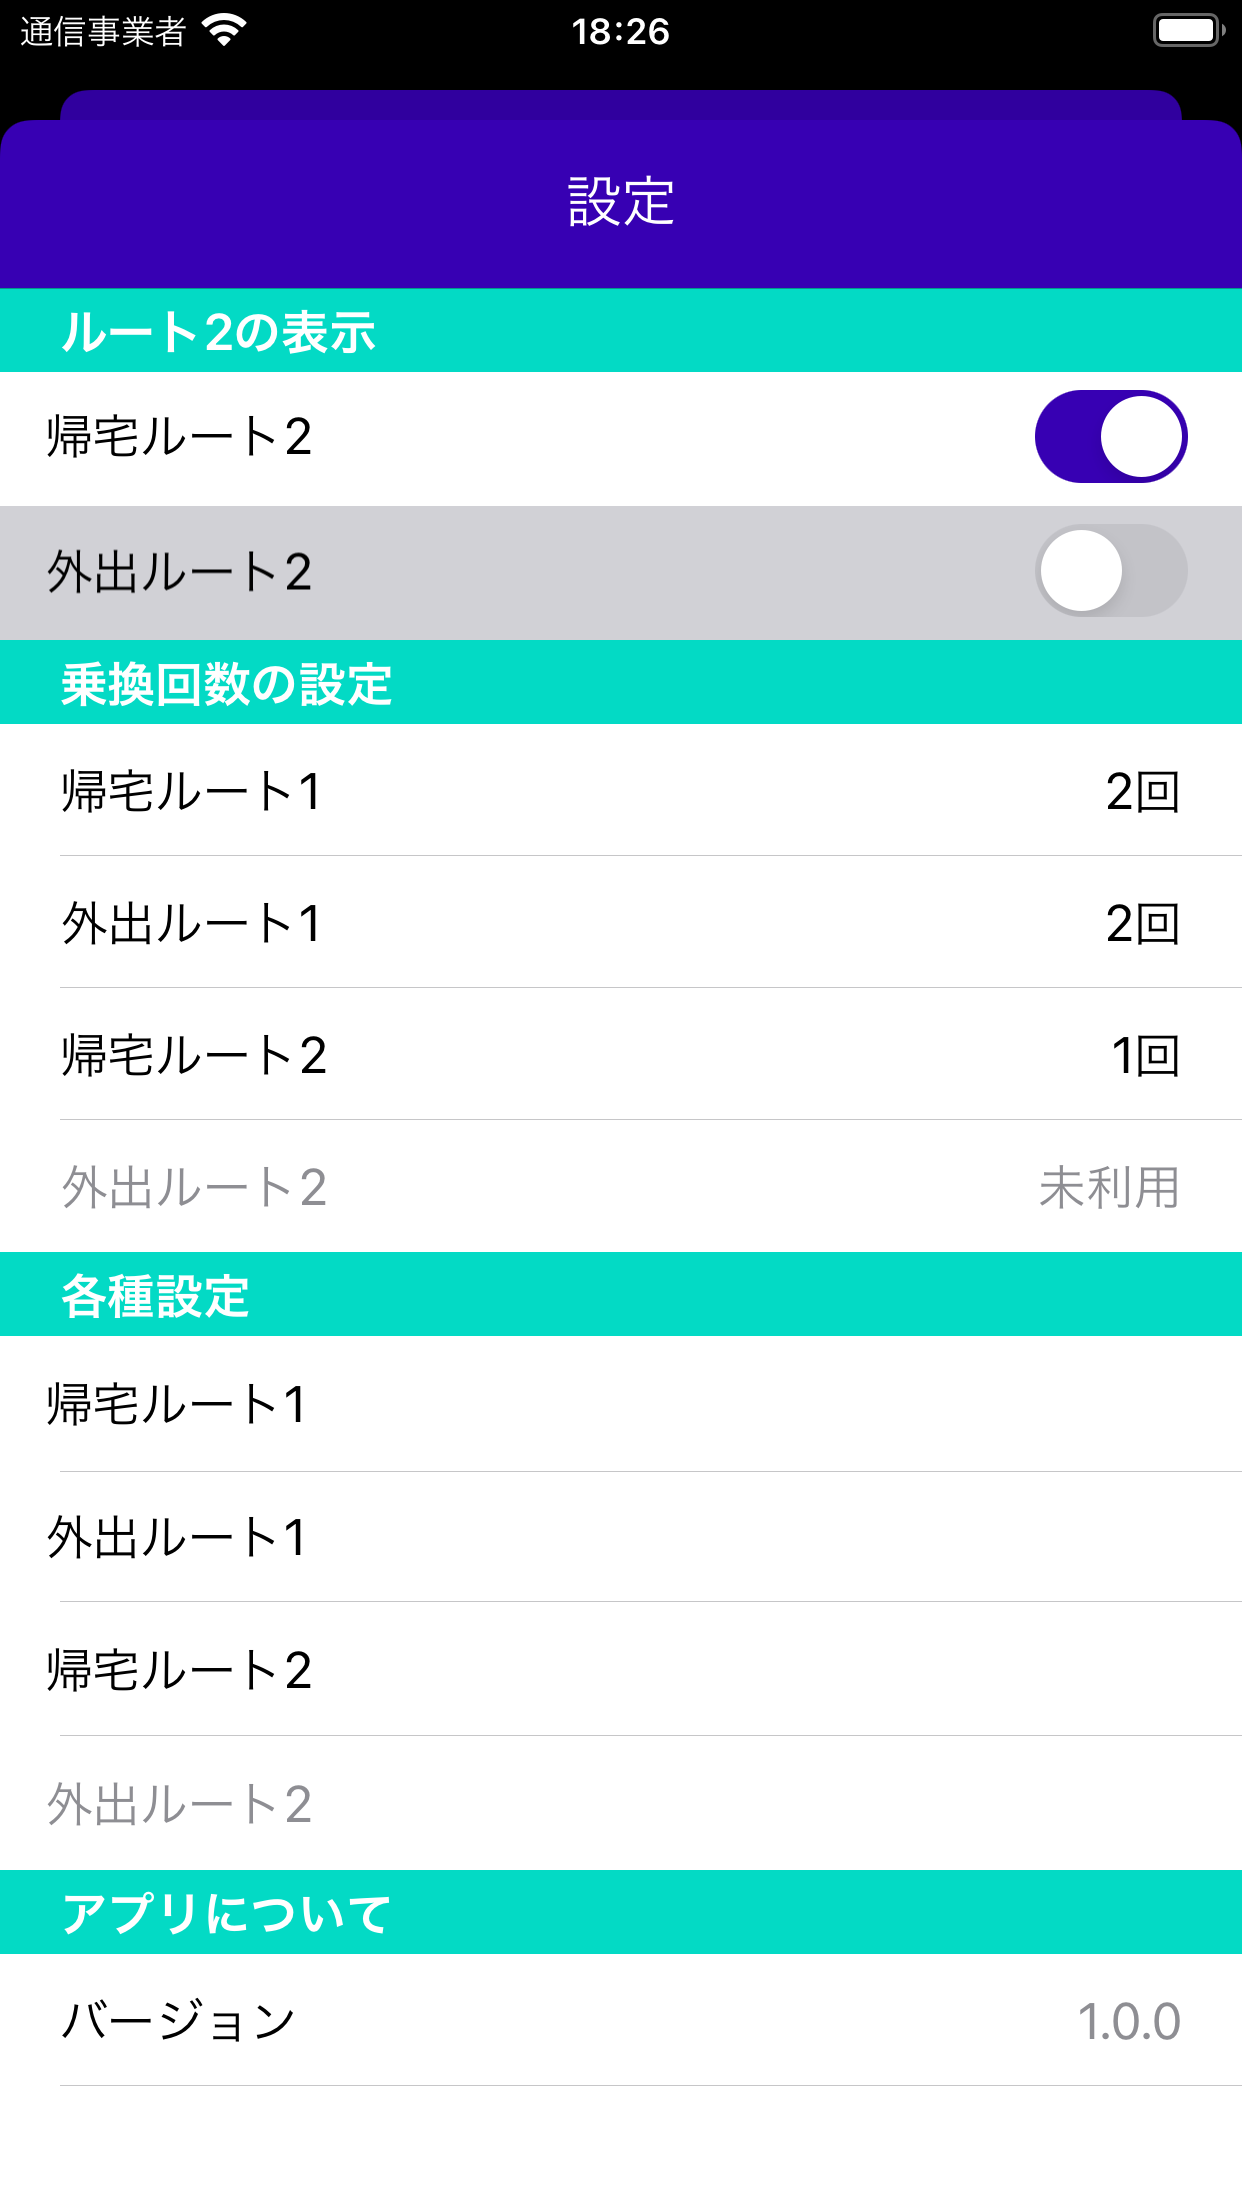 通信事業者 18:26
設定
ルート2の表示
帰宅ルート2
外出ルート2
乗換回数の設定
帰宅ルート1 2回
外出ルート1 2回
帰宅ルート2 1回
外出ルート2 未利用
各種設定
帰宅ルート1
外出ルート1
帰宅ルート2
外出ルート2
アプリについて
バージョン 1.0.0